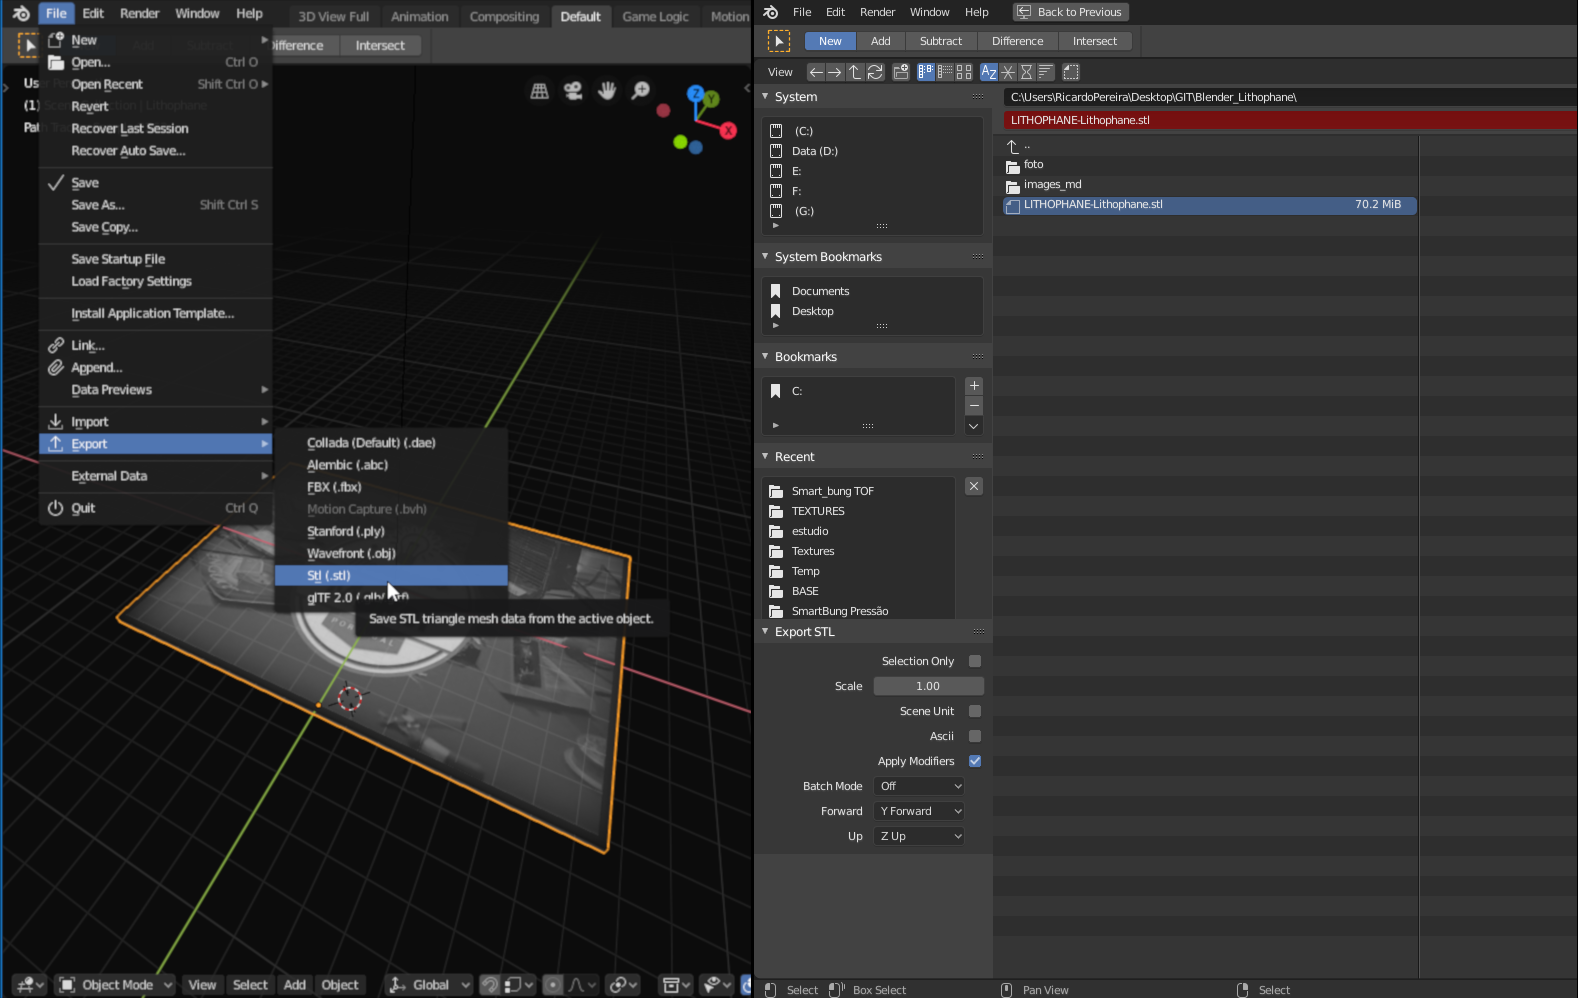 File Edit Render Window Help 3D View Full Animation Compositing Default Game Logic Motion
Add Subtract ifference Intersect
New
Open... Ctrl O
Open Recent Shift Ctrl O
Revert
Recover Last Session
Recover Auto Save...
Save
Save As... Shift Ctrl S
Save Copy...
Save Startup File
Load Factory Settings
Install Application Template...
Link...
Append...
Data Previews
Import
Export
External Data
Quit Ctrl Q
Us
(1) | Lithophane
Pat
Z
Y
X
Collada (Default) (.dae)
Alembic (.abc)
FBX (.fbx)
Motion Capture (.bvh)
Stanford (.ply)
Wavefront (.obj)
Stl (.stl)
glTF 2.0
Save STL triangle mesh data from the active object.
Object Mode View Select Add Object Global
File Edit Render Window Help Back to Previous
New Add Subtract Difference Intersect
View
System
(C:)
Data (D:)
E:
F:
(G:)
System Bookmarks
Documents
Desktop
Bookmarks
C:
Recent
Smart_bung TOF
TEXTURES
estudio
Textures
Temp
BASE
SmartBung Pressão
Export STL
Selection Only
Scale 1.00
Scene Unit
Ascii
Apply Modifiers
Batch Mode Off
Forward Y Forward
Up Z Up
C:\Users\RicardoPereira\Desktop\GIT\Blender_Lithophane\
LITHOPHANE-Lithophane.stl
..
foto
images_md
LITHOPHANE-Lithophane.stl 70.2 MiB
Select Box Select Pan View Select